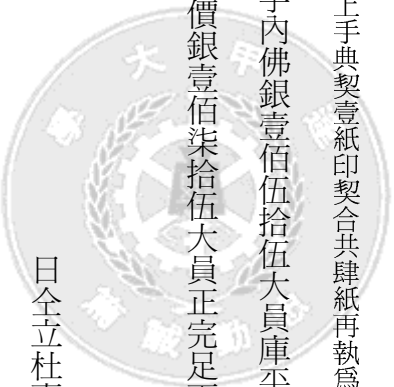 上手典契壹紙印契合共肆紙再執爲
字內佛銀壹佰伍拾伍大員庫平
價銀壹佰柒拾伍大員正完足
日仝立杜